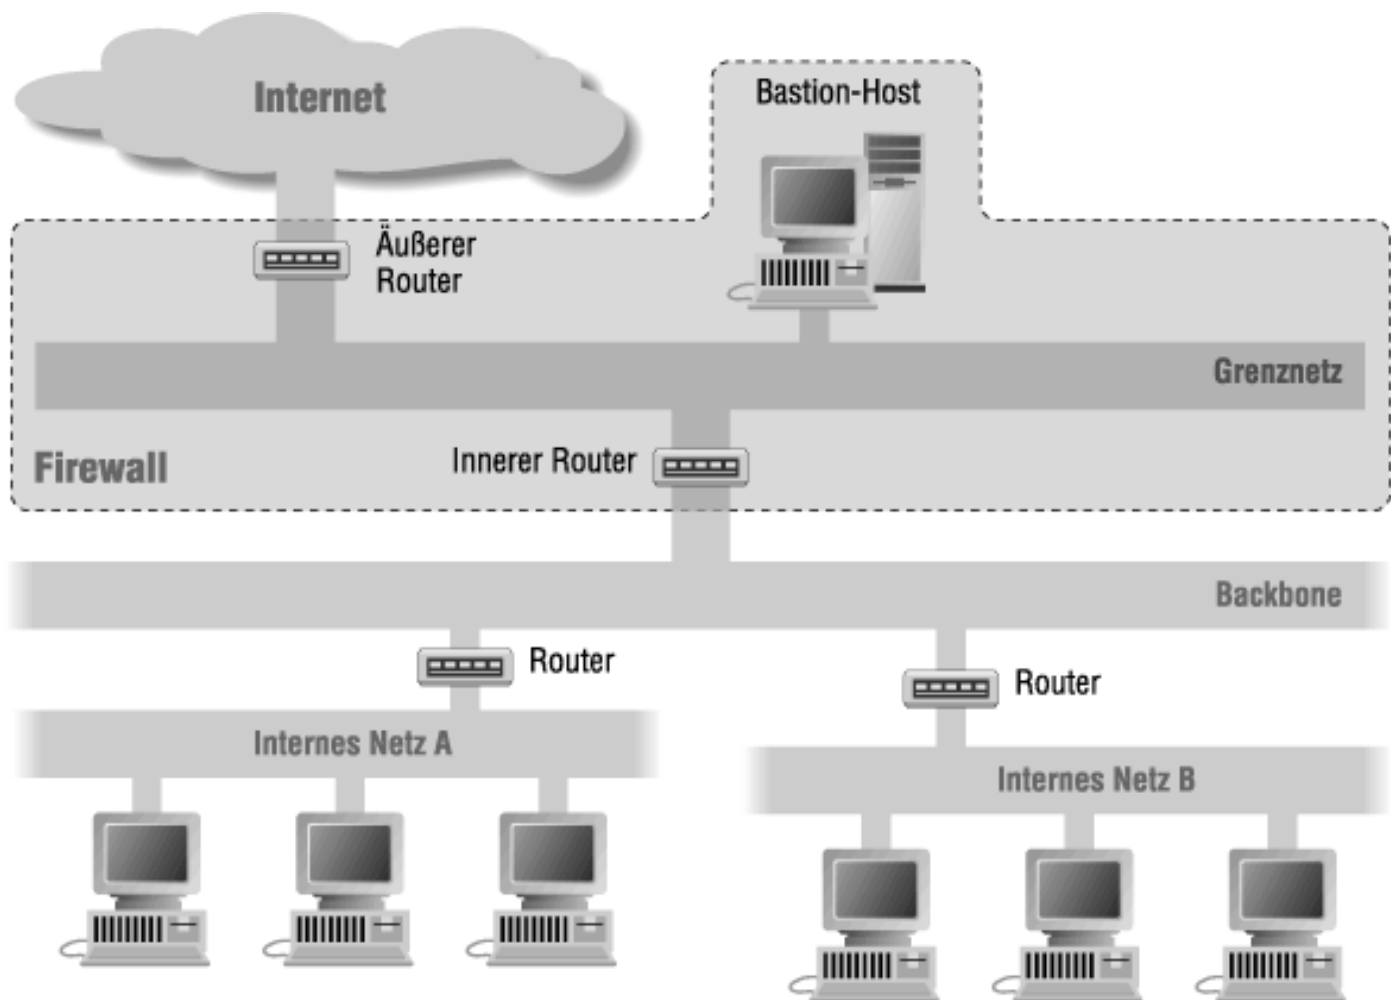 Internet
Bastion-Host
Äußerer
Router
Grenznetz
Innerer Router
Firewall
Backbone
Router
Router
Internes Netz A
Internes Netz B